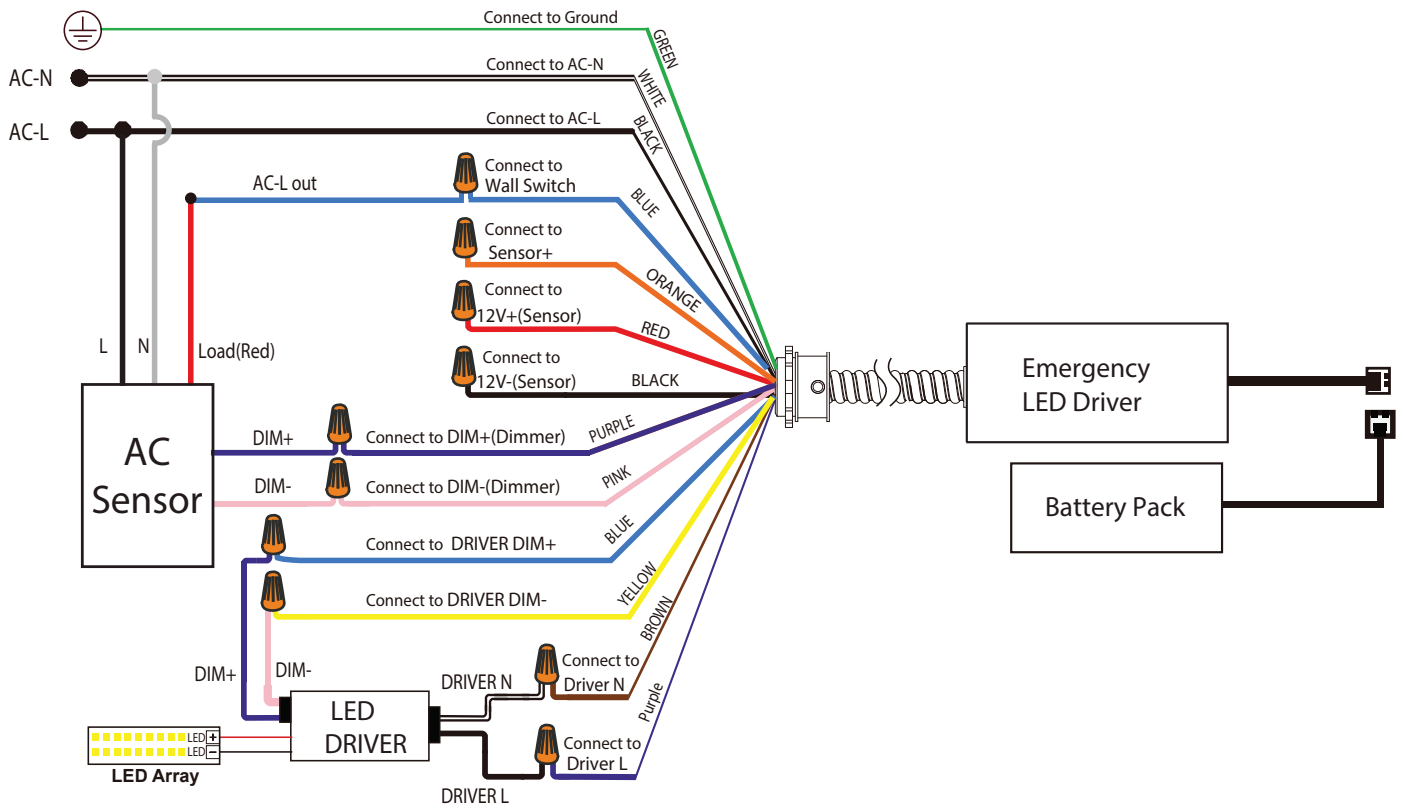 Connect to Ground
GREEN
AC-N
Connect to AC-N
WHITE
AC-L
Connect to AC-L
BLACK
AC-L out
Connect to
Wall Switch
BLUE
Connect to
Sensor+
ORANGE
Connect to
12V+(Sensor)
RED
L
N
Load(Red)
Connect to
12V-(Sensor)
BLACK
Emergency
LED Driver
AC
Sensor
DIM+
Connect to DIM+(Dimmer)
PURPLE
DIM-
Connect to DIM-(Dimmer)
PINK
Battery Pack
Connect to DRIVER DIM+
BLUE
Connect to DRIVER DIM-
YELLOW
DIM+
DIM-
BROWN
DRIVER N
Connect to
Driver N
Purple
LED
DRIVER
LED +
LED −
LED Array
Connect to
Driver L
DRIVER L